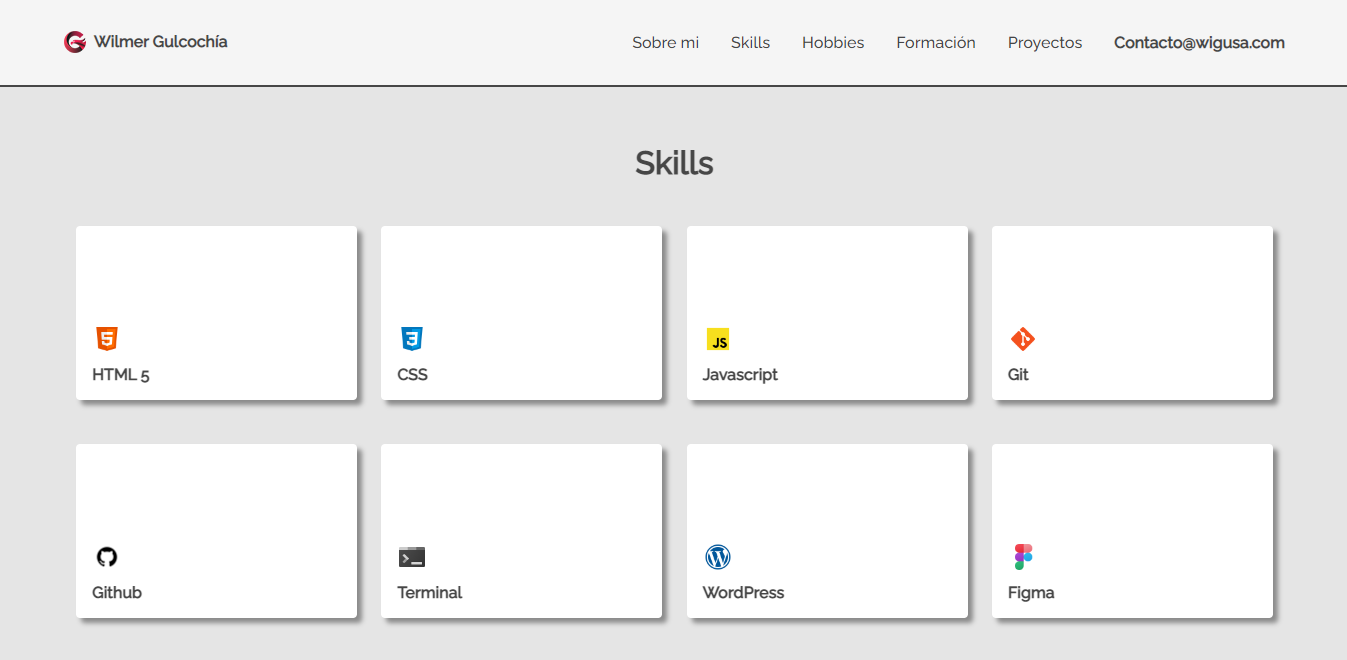 Wilmer Gulcochía
Sobre mi Skills Hobbies Formación Proyectos Contacto@wigusa.com
Skills
5 3 JS
HTML 5 CSS Javascript Git
>_ W
Github Terminal WordPress Figma